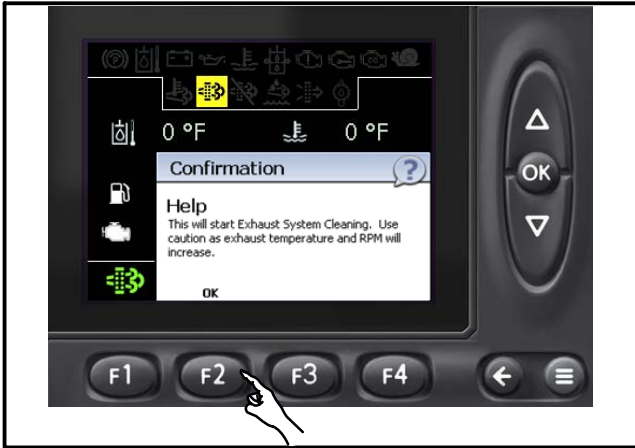 0 °F 0 °F
Confirmation ?
Help
This will start Exhaust System Cleaning. Use
caution as exhaust temperature and RPM will
increase.
OK
OK
F1 F2 F3 F4